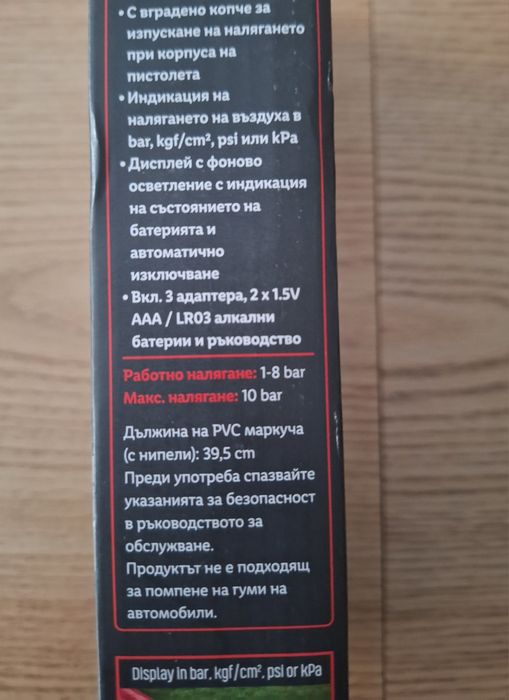 • С вградено копче за
изпускане на налягането
при корпуса на
пистолета
• Индикация на
налягането на въздуха в
bar, kgf/cm², psi или kPa
• Дисплей с фоново
осветление с индикация
на състоянието на
батерията и
автоматично
изключване
• Вкл. 3 адаптера, 2 x 1.5V
AAA / LR03 алкални
батерии и ръководство
Работно налягане: 1-8 bar
Макс. налягане: 10 bar
Дължина на PVC маркуча
(с нипели): 39,5 cm
Преди употреба спазвайте
указанията за безопасност
в ръководството за
обслужване.
Продуктът не е подходящ
за помпене на гуми на
автомобили.
Display in bar, kgf/cm², psi or kPa